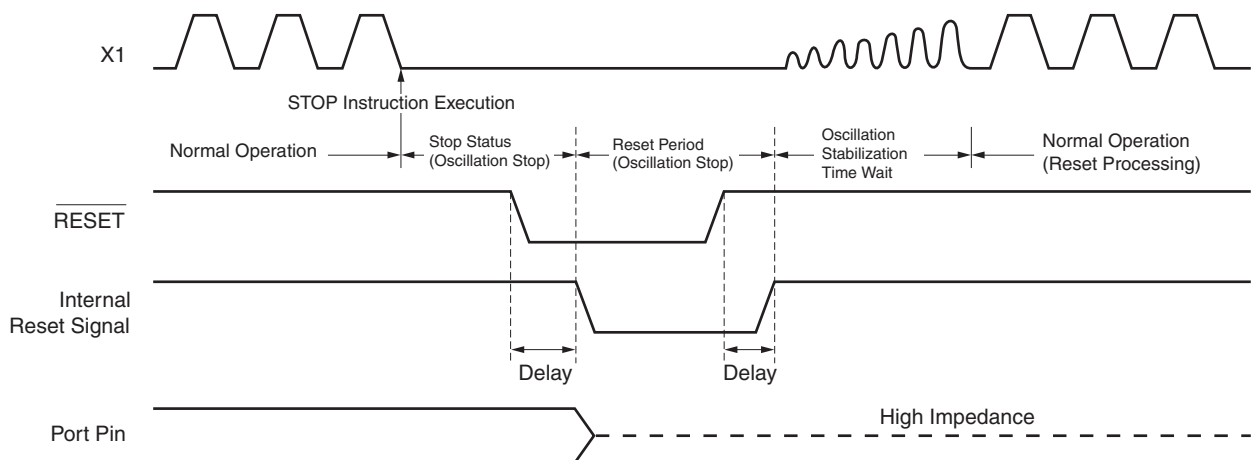 X1
STOP Instruction Execution
Normal Operation
Stop Status
(Oscillation Stop)
Reset Period
(Oscillation Stop)
Oscillation
Stabilization
Time Wait
Normal Operation
(Reset Processing)
RESET
Internal
Reset Signal
Delay
Delay
Port Pin
High Impedance